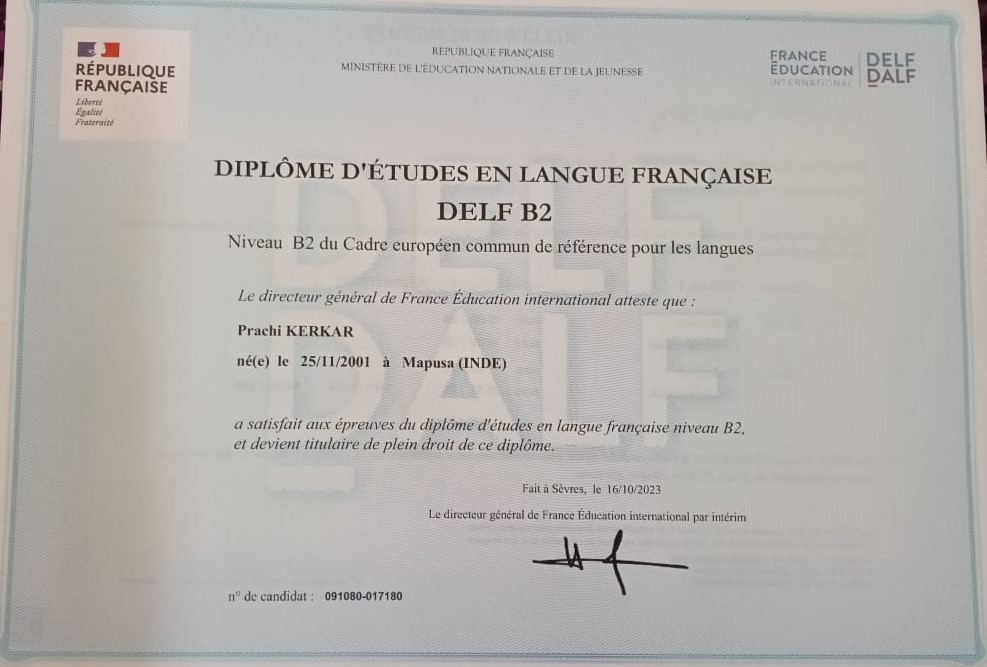 RÉPUBLIQUE
FRANÇAISE
Liberté
Égalité
Fraternité
RÉPUBLIQUE FRANÇAISE
MINISTÈRE DE L'ÉDUCATION NATIONALE ET DE LA JEUNESSE
FRANCE
ÉDUCATION
INTERNATIONAL
DELF
DALF
DIPLÔME D'ÉTUDES EN LANGUE FRANÇAISE
DELF B2
Niveau B2 du Cadre européen commun de référence pour les langues
Le directeur général de France Éducation international atteste que :
Prachi KERKAR
né(e) le 25/11/2001 à Mapusa (INDE)
a satisfait aux épreuves du diplôme d'études en langue française niveau B2,
et devient titulaire de plein droit de ce diplôme.
Fait à Sèvres, le 16/10/2023
Le directeur général de France Éducation international par intérim
n° de candidat : 091080-017180
DELF
DALF